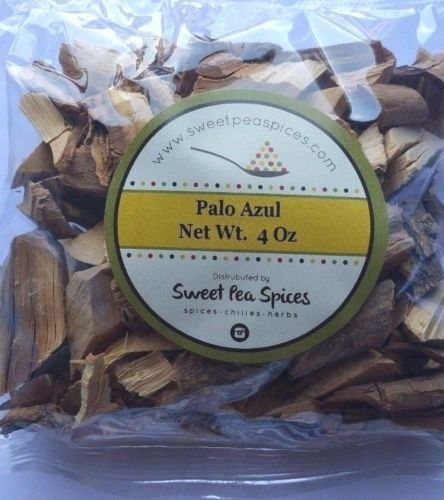 www.sweetpeaspices.com
Palo Azul
Net Wt. 4 Oz
Distrubuted by
Sweet Pea Spices
spices-chilies-herbs